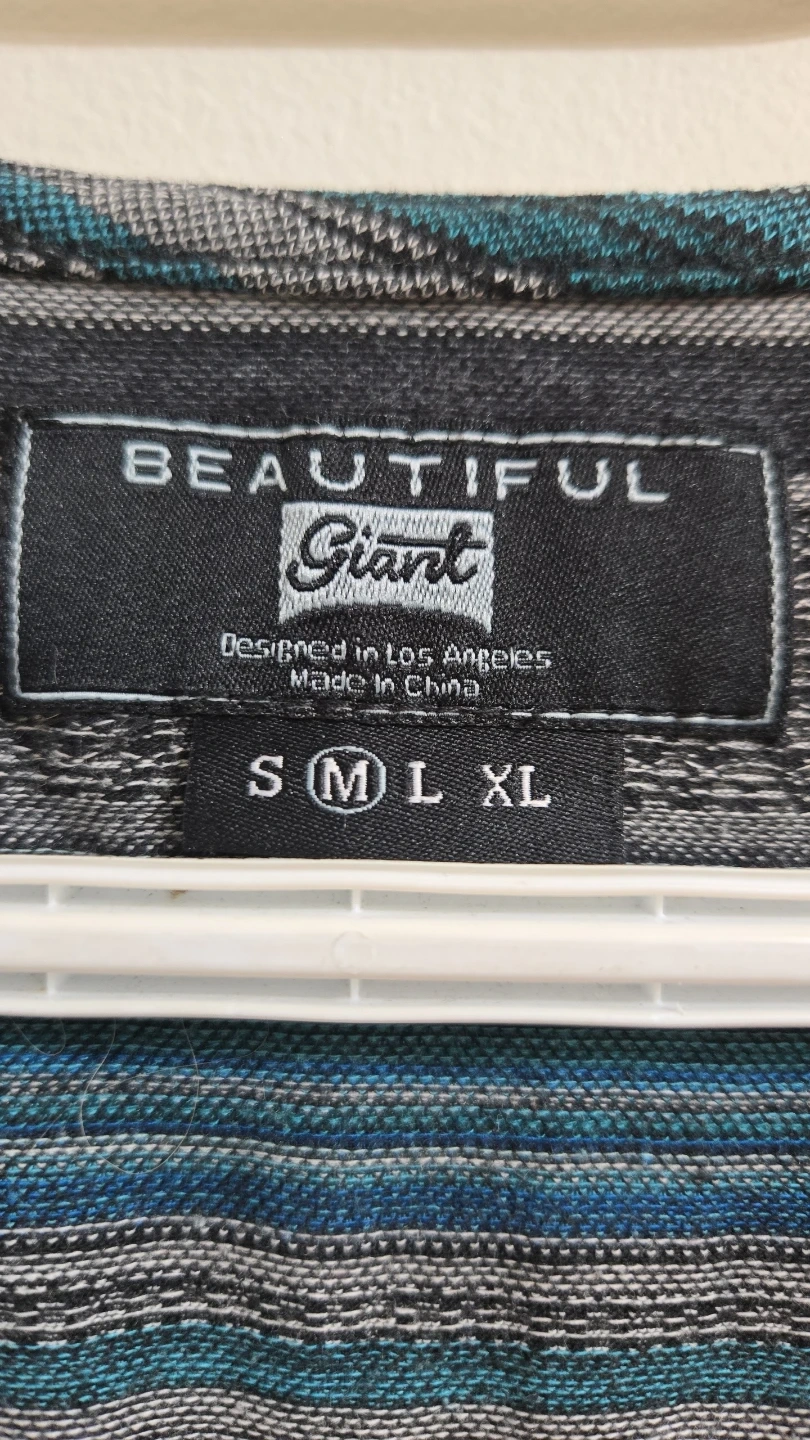 BEAUTIFUL
Giant
Designed in Los Angeles
Made In China
S M L XL